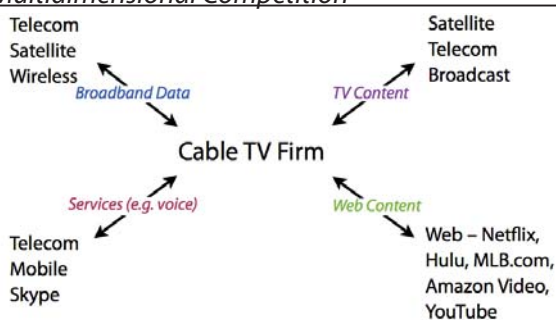 Multidimensional Competition
Telecom
Satellite
Wireless
Broadband Data
Satellite
Telecom
Broadcast
TV Content
Cable TV Firm
Services (e.g. voice)
Telecom
Mobile
Skype
Web Content
Web – Netflix,
Hulu, MLB.com,
Amazon Video,
YouTube